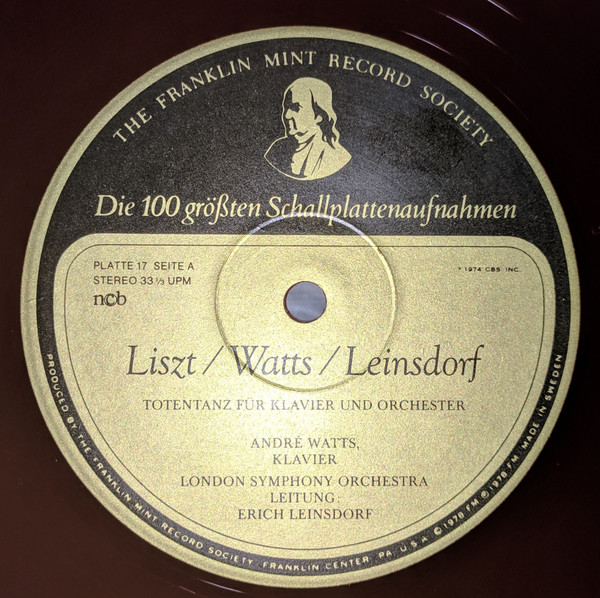 THE FRANKLIN MINT RECORD SOCIETY
Die 100 größten Schallplattenaufnahmen
PLATTE 17 SEITE A
STEREO 33 1/3 UPM
ncb
℗ 1974 CBS INC.
Liszt / Watts / Leinsdorf
TOTENTANZ FÜR KLAVIER UND ORCHESTER
ANDRÉ WATTS,
KLAVIER
LONDON SYMPHONY ORCHESTRA
LEITUNG:
ERICH LEINSDORF
PRODUCED BY THE FRANKLIN MINT RECORD SOCIETY, FRANKLIN CENTER, PA. U.S.A. © 1978 FM ℗ 1978 FM. MADE IN SWEDEN